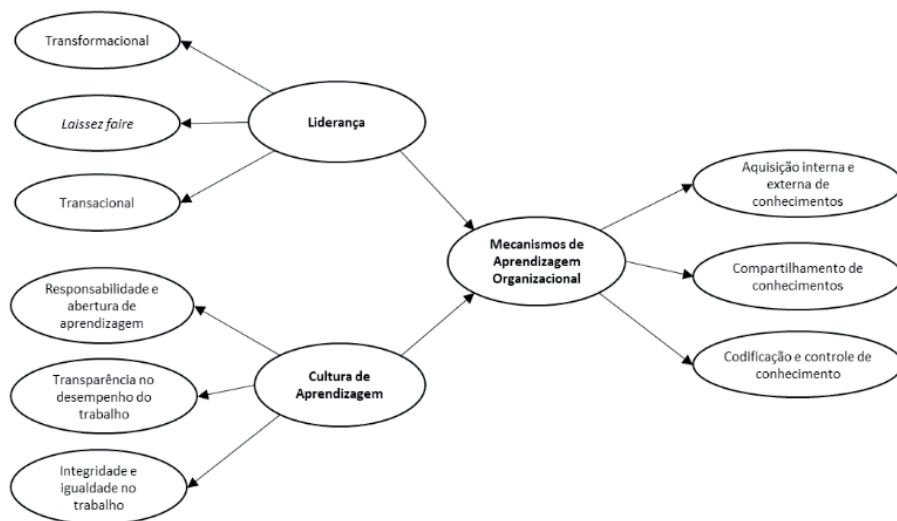 Transformacional
Laissez faire
Transacional
Liderança
Responsabilidade e
abertura de
aprendizagem
Transparência no
desempenho do
trabalho
Integridade e
igualdade no
trabalho
Cultura de
Aprendizagem
Mecanismos de
Aprendizagem
Organizacional
Aquisição interna e
externa de
conhecimentos
Compartilhamento de
conhecimentos
Codificação e controle de
conhecimento